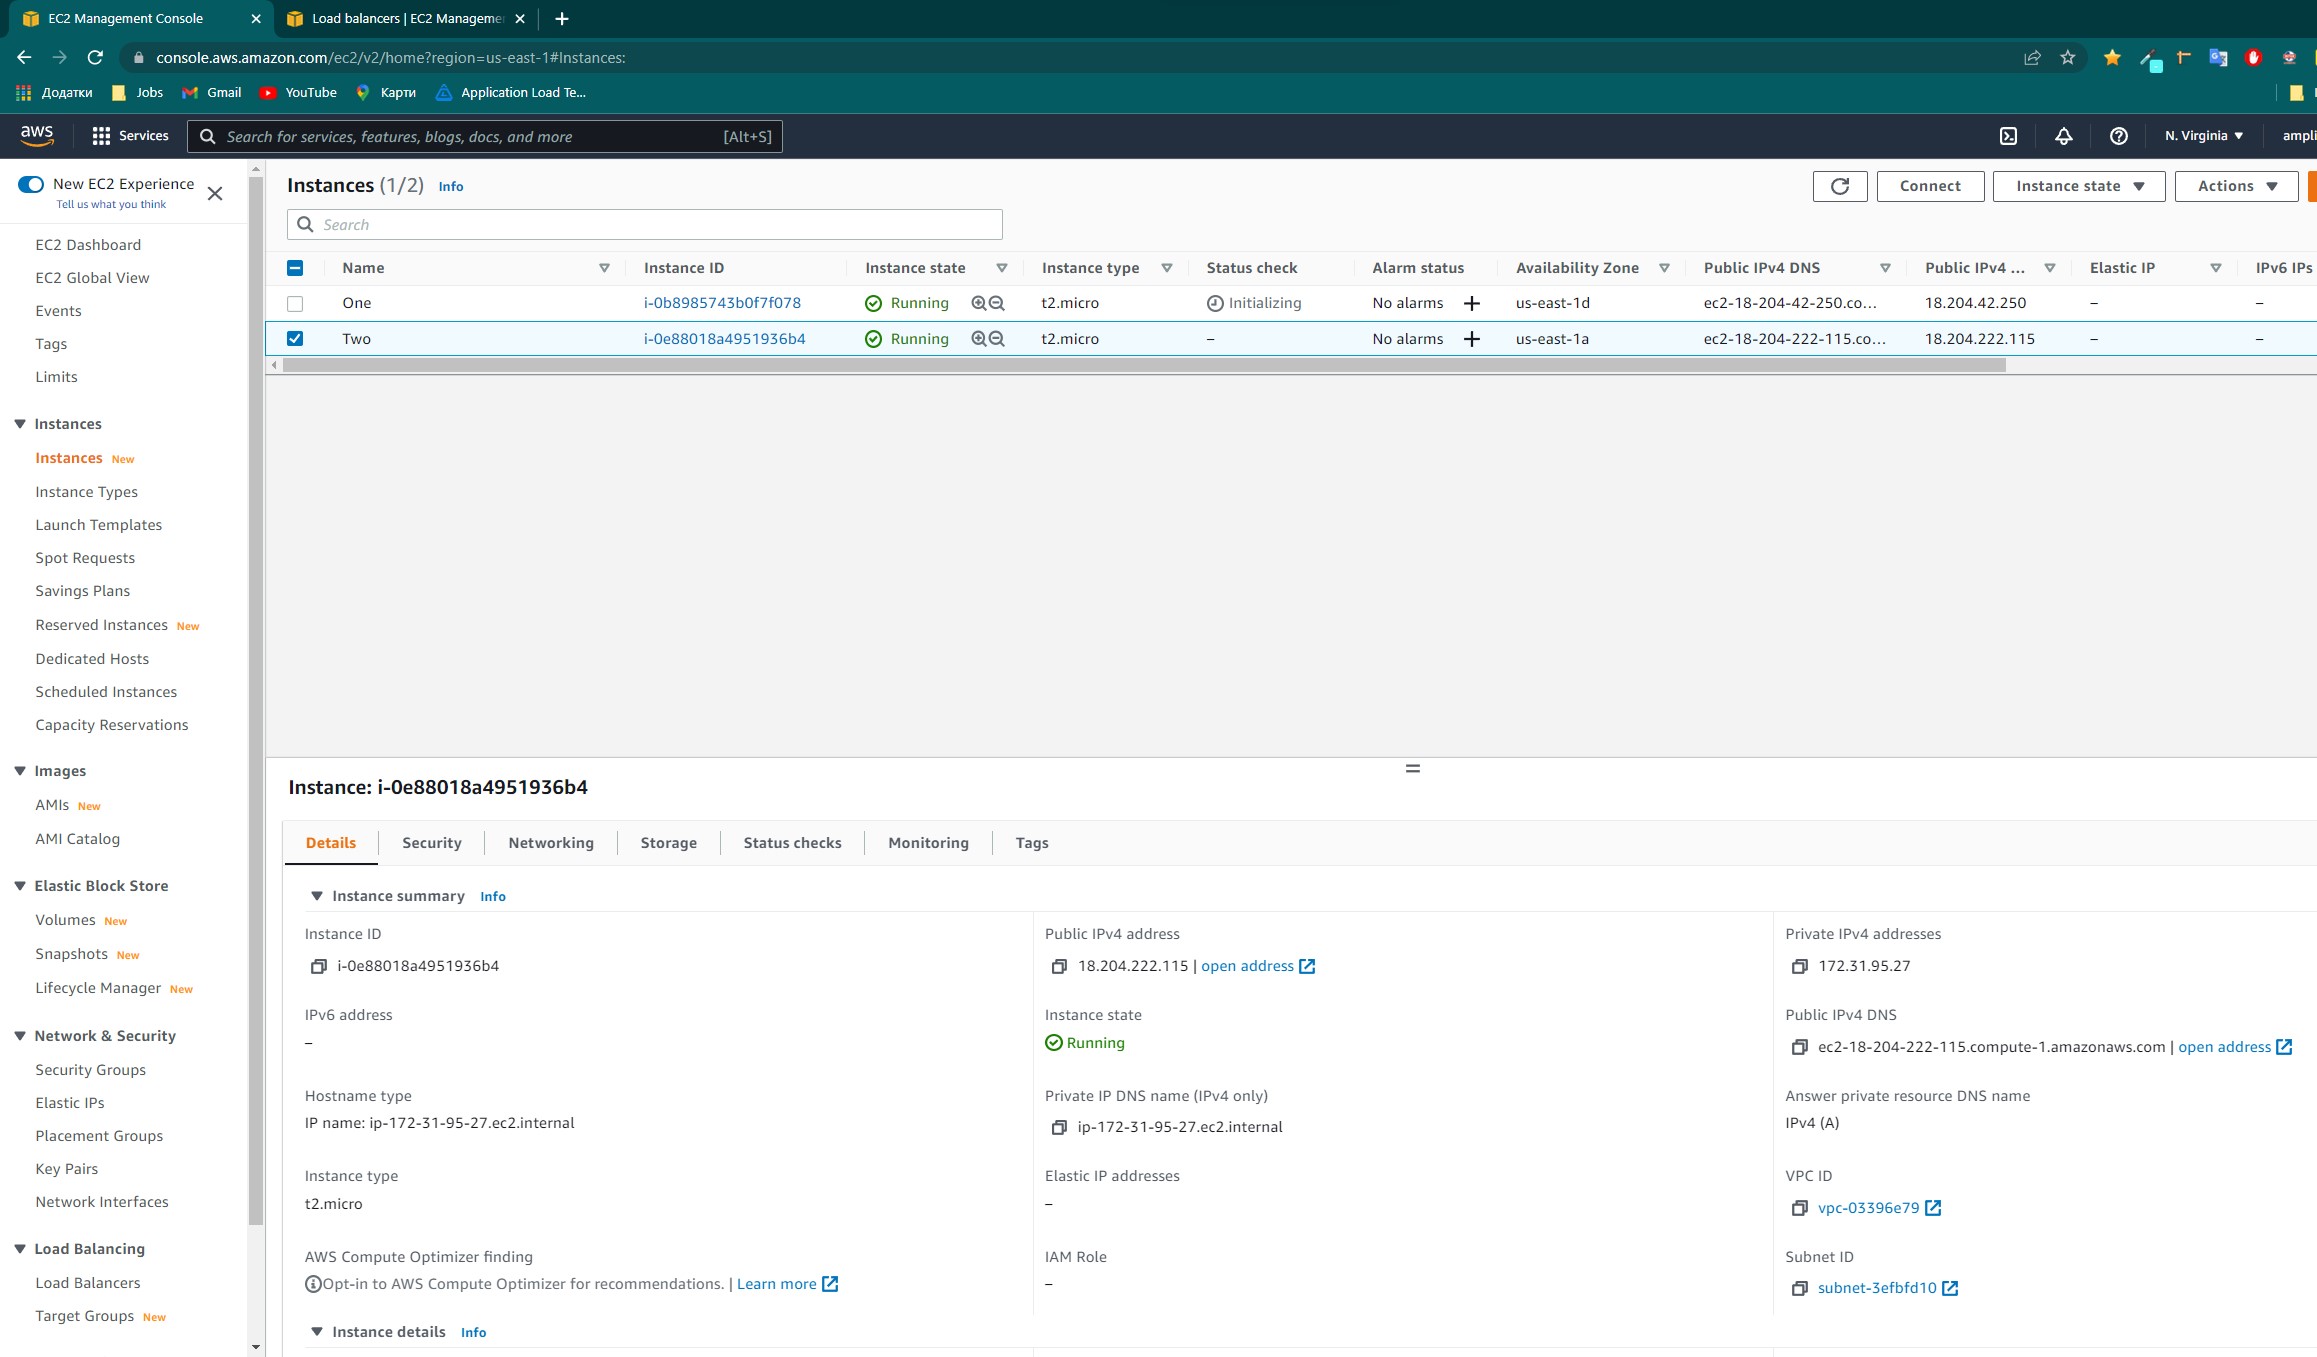 EC2 Management Console
Load balancers | EC2 Manageme
console.aws.amazon.com/ec2/v2/home?region=us-east-1#Instances:
Додатки Jobs Gmail YouTube Карти Application Load Te...
aws Services Search for services, features, blogs, docs, and more [Alt+S] N. Virginia ampli
New EC2 Experience
Tell us what you think
EC2 Dashboard
EC2 Global View
Events
Tags
Limits
Instances
Instances New
Instance Types
Launch Templates
Spot Requests
Savings Plans
Reserved Instances New
Dedicated Hosts
Scheduled Instances
Capacity Reservations
Images
AMIs New
AMI Catalog
Elastic Block Store
Volumes New
Snapshots New
Lifecycle Manager New
Network & Security
Security Groups
Elastic IPs
Placement Groups
Key Pairs
Network Interfaces
Load Balancing
Load Balancers
Target Groups New
Instances (1/2) Info
Connect Instance state Actions
Search
Name Instance ID Instance state Instance type Status check Alarm status Availability Zone Public IPv4 DNS Public IPv4 ... Elastic IP IPv6 IPs
One i-0b8985743b0f7f078 Running t2.micro Initializing No alarms + us-east-1d ec2-18-204-42-250.co... 18.204.42.250 – –
Two i-0e88018a4951936b4 Running t2.micro – No alarms + us-east-1a ec2-18-204-222-115.co... 18.204.222.115 – –
Instance: i-0e88018a4951936b4
Details Security Networking Storage Status checks Monitoring Tags
Instance summary Info
Instance ID
i-0e88018a4951936b4
Public IPv4 address
18.204.222.115 | open address
Private IPv4 addresses
172.31.95.27
IPv6 address
–
Instance state
Running
Public IPv4 DNS
ec2-18-204-222-115.compute-1.amazonaws.com | open address
Hostname type
IP name: ip-172-31-95-27.ec2.internal
Private IP DNS name (IPv4 only)
ip-172-31-95-27.ec2.internal
Answer private resource DNS name
IPv4 (A)
Instance type
t2.micro
Elastic IP addresses
–
VPC ID
vpc-03396e79
AWS Compute Optimizer finding
Opt-in to AWS Compute Optimizer for recommendations. | Learn more
IAM Role
–
Subnet ID
subnet-3efbfd10
Instance details Info